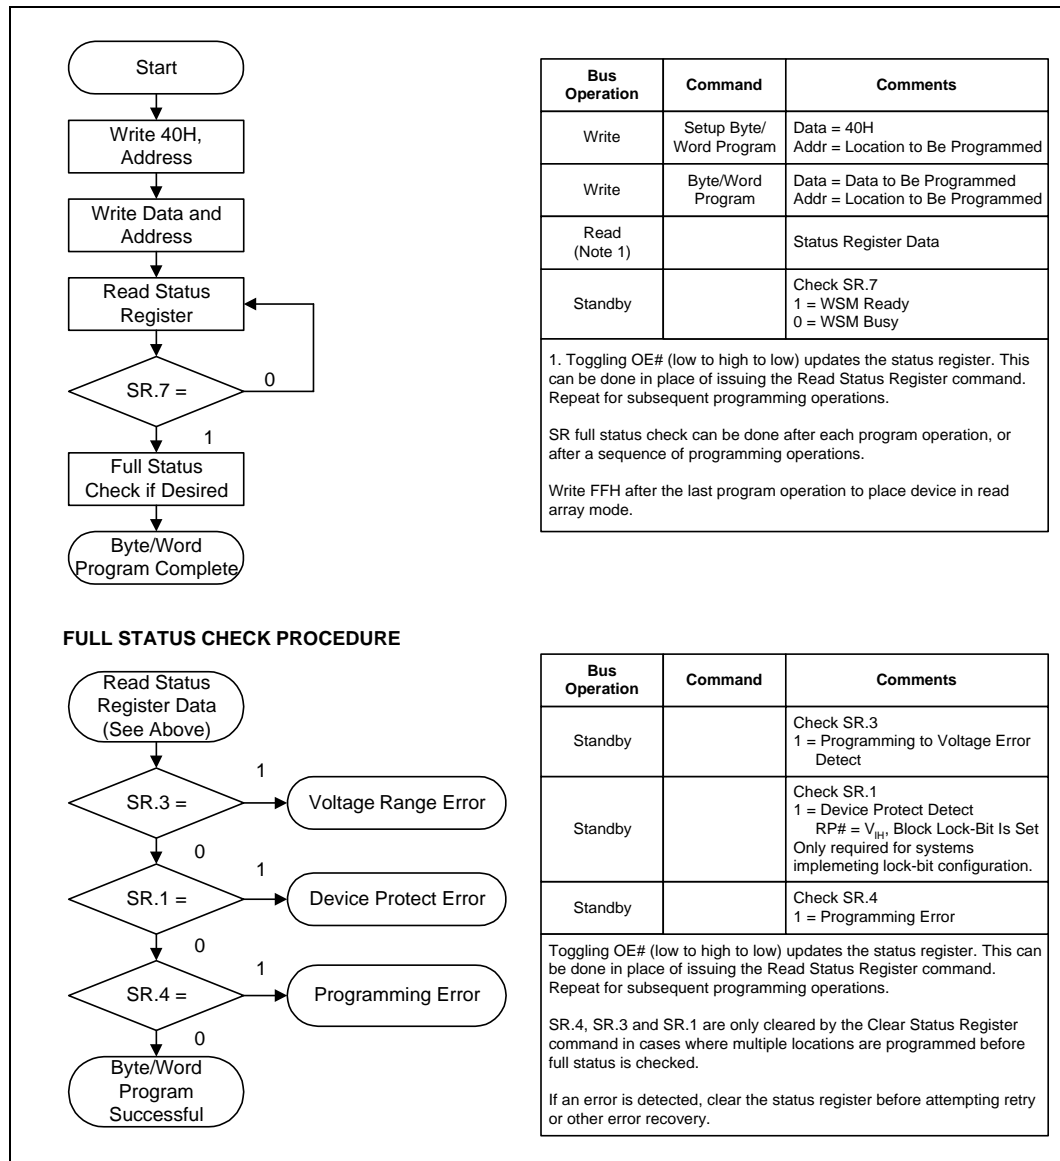 Start
Write 40H,
Address
Write Data and
Address
Read Status
Register
SR.7 =
0
1
Full Status
Check if Desired
Byte/Word
Program Complete
Bus
Operation
Command
Comments
Write
Setup Byte/
Word Program
Data = 40H
Addr = Location to Be Programmed
Write
Byte/Word
Program
Data = Data to Be Programmed
Addr = Location to Be Programmed
Read
(Note 1)
Status Register Data
Standby
Check SR.7
1 = WSM Ready
0 = WSM Busy
1. Toggling OE# (low to high to low) updates the status register. This
can be done in place of issuing the Read Status Register command.
Repeat for subsequent programming operations.
SR full status check can be done after each program operation, or
after a sequence of programming operations.
Write FFH after the last program operation to place device in read
array mode.
FULL STATUS CHECK PROCEDURE
Read Status
Register Data
(See Above)
SR.3 =
1
Voltage Range Error
0
SR.1 =
1
Device Protect Error
0
SR.4 =
1
Programming Error
0
Byte/Word
Program
Successful
Bus
Operation
Command
Comments
Standby
Check SR.3
1 = Programming to Voltage Error
Detect
Standby
Check SR.1
1 = Device Protect Detect
RP# = VIH, Block Lock-Bit Is Set
Only required for systems
implemeting lock-bit configuration.
Standby
Check SR.4
1 = Programming Error
Toggling OE# (low to high to low) updates the status register. This can
be done in place of issuing the Read Status Register command.
Repeat for subsequent programming operations.
SR.4, SR.3 and SR.1 are only cleared by the Clear Status Register
command in cases where multiple locations are programmed before
full status is checked.
If an error is detected, clear the status register before attempting retry
or other error recovery.